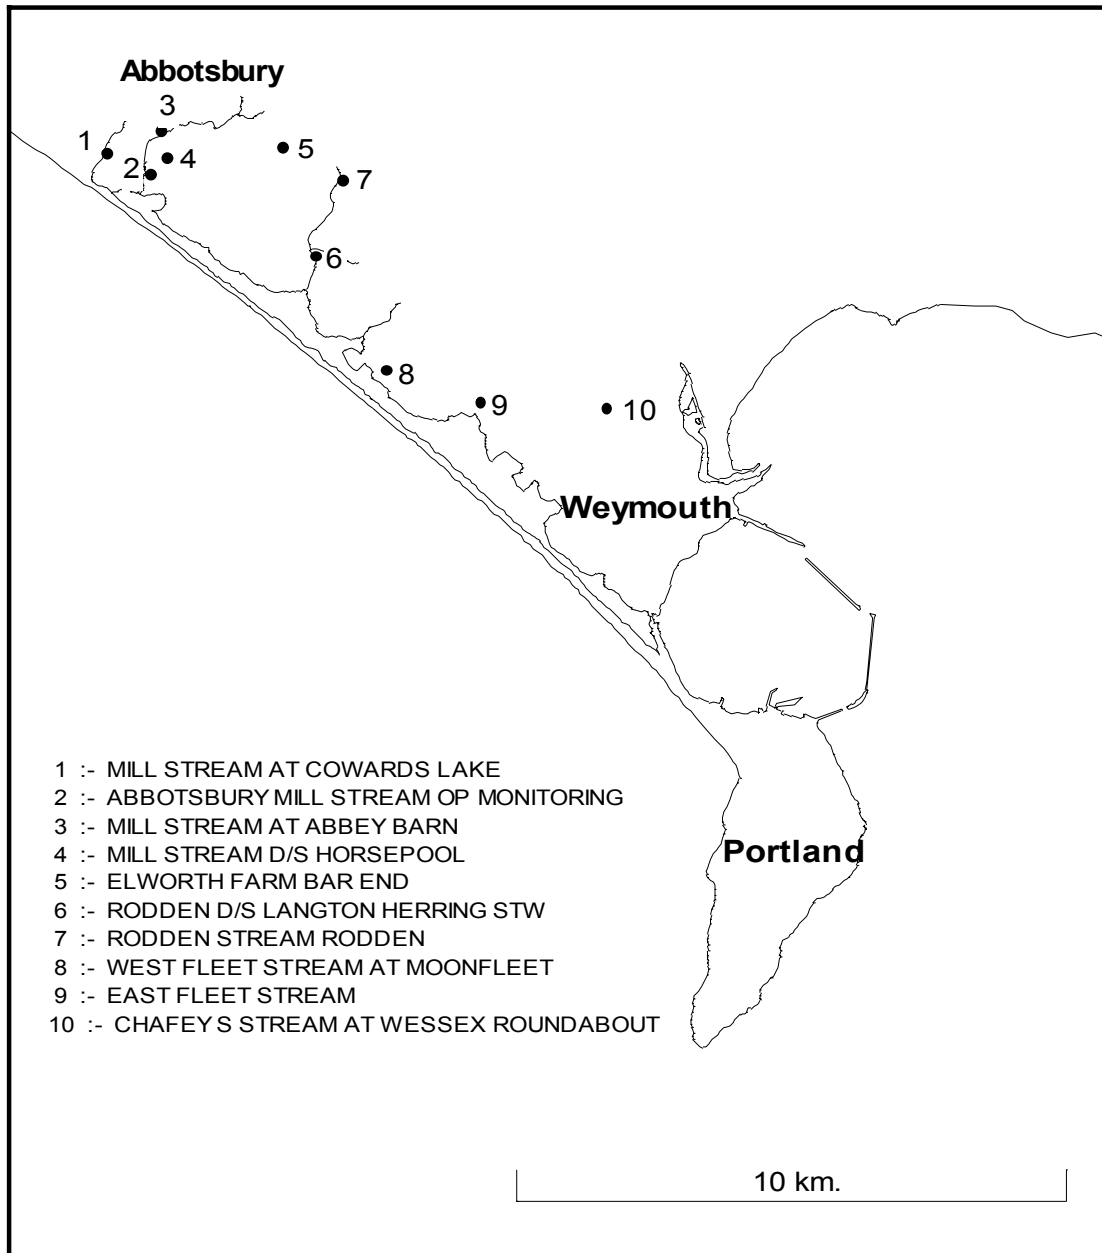 Abbotsbury
3
1
5
4
2
7
6
8
9
10
Weymouth
1 :- MILL STREAM AT COWARDS LAKE
2 :- ABBOTSBURY MILL STREAM OP MONITORING
3 :- MILL STREAM AT ABBEY BARN
4 :- MILL STREAM D/S HORSEPOOL
Portland
5 :- ELWORTH FARM BAR END
6 :- RODDEN D/S LANGTON HERRING STW
7 :- RODDEN STREAM RODDEN
8 :- WEST FLEET STREAM AT MOONFLEET
9 :- EAST FLEET STREAM
10 :- CHAFEYS STREAM AT WESSEX ROUNDABOUT
10 km.